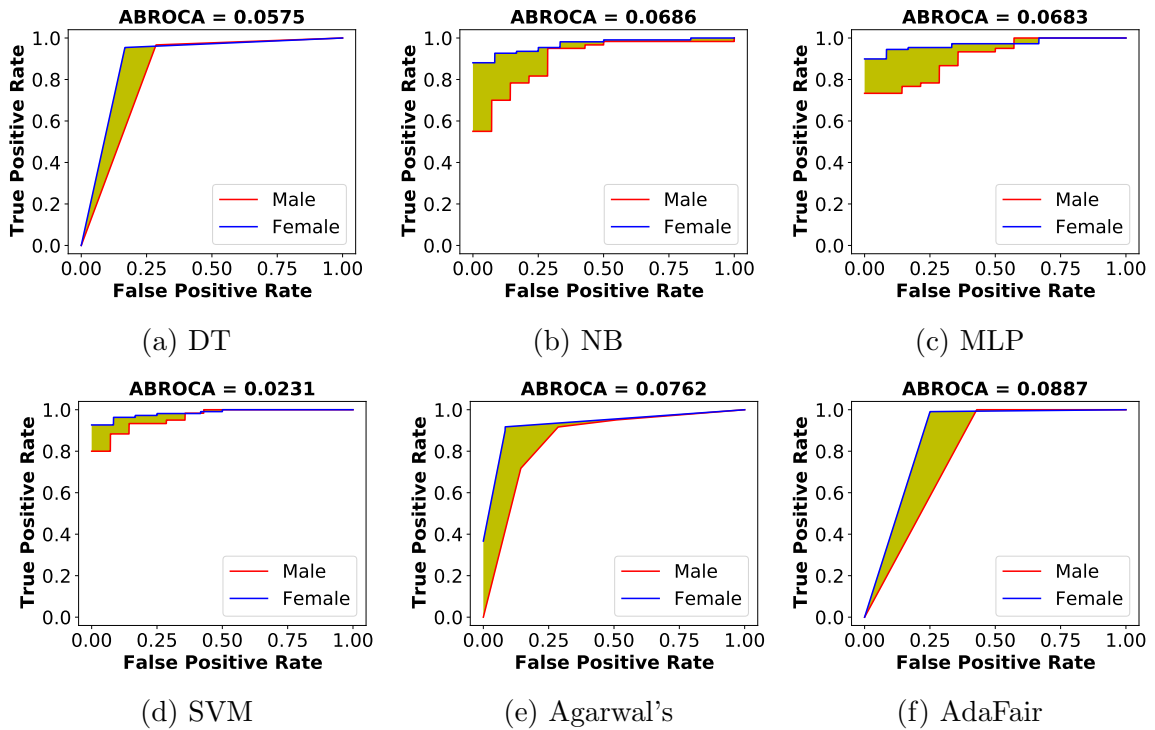 ABROCA = 0.0575
True Positive Rate
1.0
0.8
0.6
0.4
0.2
0.0
Male
Female
0.00 0.25 0.50 0.75 1.00
False Positive Rate
(a) DT
ABROCA = 0.0686
True Positive Rate
1.0
0.8
0.6
0.4
0.2
0.0
Male
Female
0.00 0.25 0.50 0.75 1.00
False Positive Rate
(b) NB
ABROCA = 0.0683
True Positive Rate
1.0
0.8
0.6
0.4
0.2
0.0
Male
Female
0.00 0.25 0.50 0.75 1.00
False Positive Rate
(c) MLP
ABROCA = 0.0231
True Positive Rate
1.0
0.8
0.6
0.4
0.2
0.0
Male
Female
0.00 0.25 0.50 0.75 1.00
False Positive Rate
(d) SVM
ABROCA = 0.0762
True Positive Rate
1.0
0.8
0.6
0.4
0.2
0.0
Male
Female
0.00 0.25 0.50 0.75 1.00
False Positive Rate
(e) Agarwal's
ABROCA = 0.0887
True Positive Rate
1.0
0.8
0.6
0.4
0.2
0.0
Male
Female
0.00 0.25 0.50 0.75 1.00
False Positive Rate
(f) AdaFair